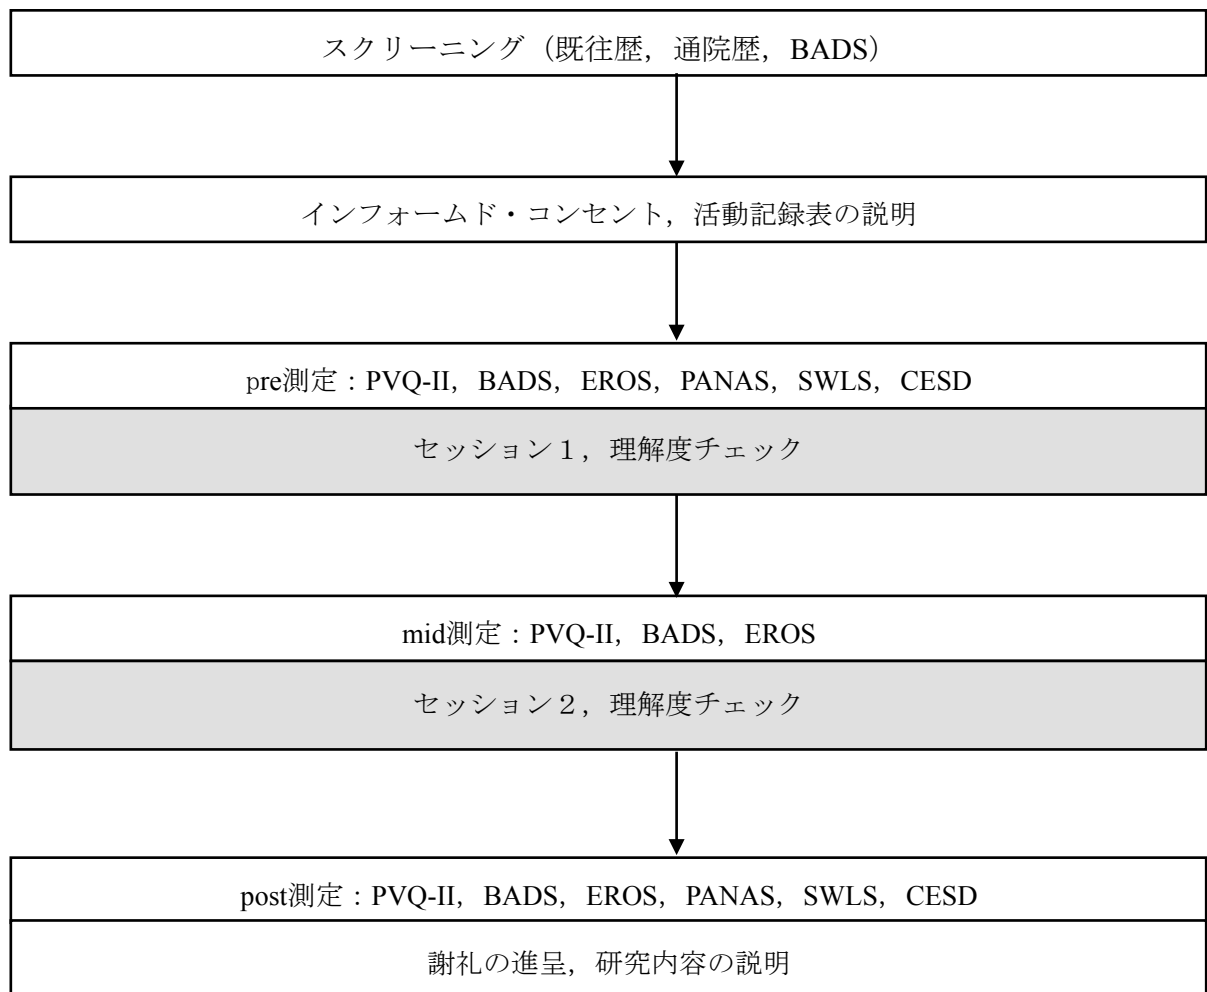 スクリーニング（既往歴，通院歴，BADS）
インフォームド・コンセント，活動記録表の説明
pre測定：PVQ-II，BADS，EROS，PANAS，SWLS，CESD
セッション１，理解度チェック
mid測定：PVQ-II，BADS，EROS
セッション２，理解度チェック
post測定：PVQ-II，BADS，EROS，PANAS，SWLS，CESD
謝礼の進呈，研究内容の説明